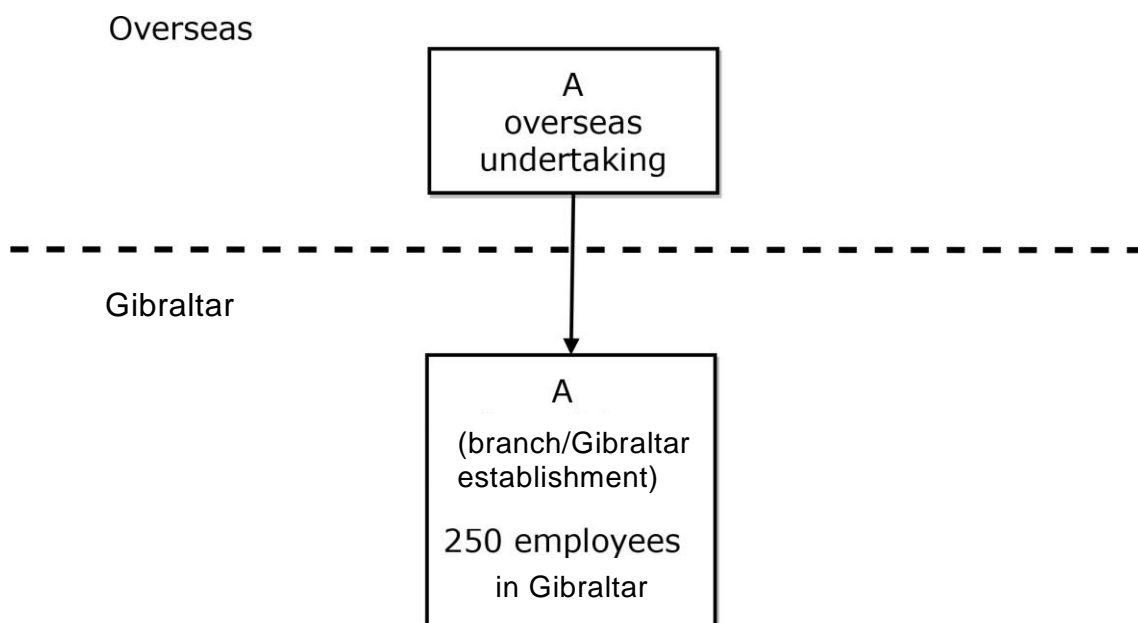 Overseas
A
overseas
undertaking
Gibraltar
A
(branch/Gibraltar
establishment)
250 employees
in Gibraltar